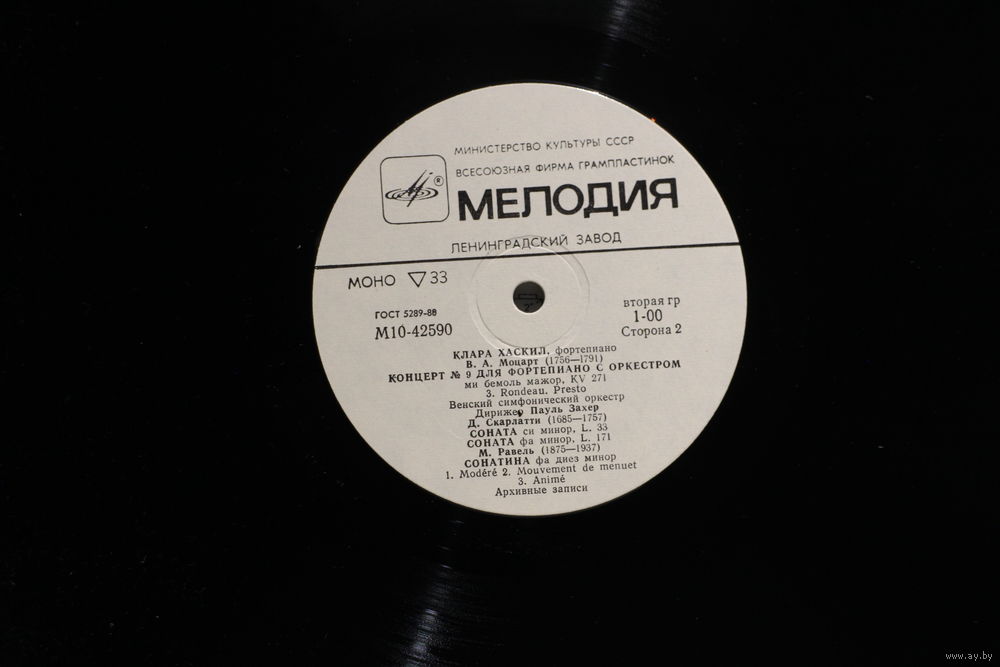 МИНИСТЕРСТВО КУЛЬТУРЫ СССР
ВСЕСОЮЗНАЯ ФИРМА ГРАМПЛАСТИНОК
®
МЕЛОДИЯ
ЛЕНИНГРАДСКИЙ ЗАВОД
МОНО ▽ 33
ГОСТ 5289-88
М10-42590
вторая гр
1-00
Сторона 2
КЛАРА ХАСКИЛ, фортепиано
В. А. Моцарт (1756—1791)
КОНЦЕРТ № 9 ДЛЯ ФОРТЕПИАНО С ОРКЕСТРОМ
ми бемоль мажор, KV 271
3. Rondeau. Presto
Венский симфонический оркестр
Дирижер Пауль Захер
Д. Скарлатти (1685—1757)
СОНАТА си минор, L. 33
СОНАТА фа минор, L. 171
М. Равель (1875—1937)
СОНАТИНА фа диез минор
1. Modéré 2. Mouvement de menuet
3. Animé
Архивные записи
www.ay.by